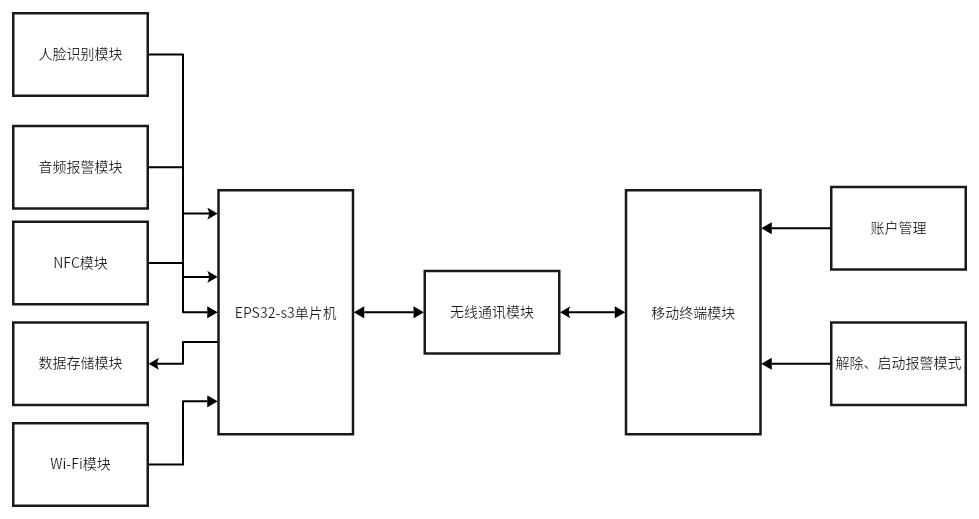 人脸识别模块
音频报警模块
NFC模块
数据存储模块
Wi-Fi模块
EPS32-s3单片机
无线通讯模块
移动终端模块
账户管理
解除、启动报警模式